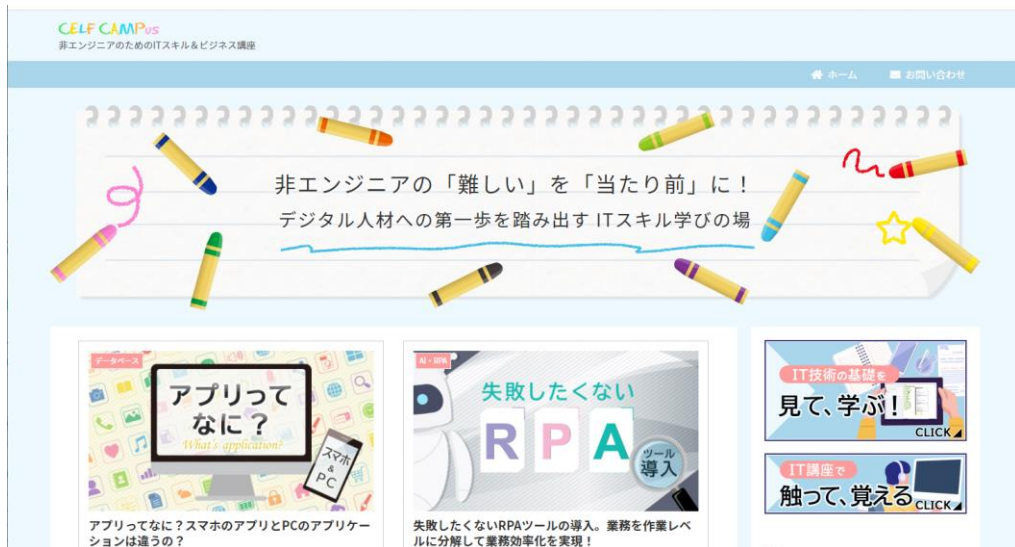 CELF CAMPus
非エンジニアのためのITスキル＆ビジネス講座
ホーム
お問い合わせ
非エンジニアの「難しい」を「当たり前」に！
デジタル人材への第一歩を踏み出す ITスキル学びの場
データベース
アプリって
なに？
What's application?
スマホ
&
PC
アプリってなに？スマホのアプリとPCのアプリケー
ションは違うの？
AI・RPA
失敗したくない
RPA
ツール
導入
失敗したくないRPAツールの導入。業務を作業レベ
ルに分解して業務効率化を実現！
IT技術の基礎を
見て、学ぶ！
CLICK
IT講座で
触って、覚える
CLICK